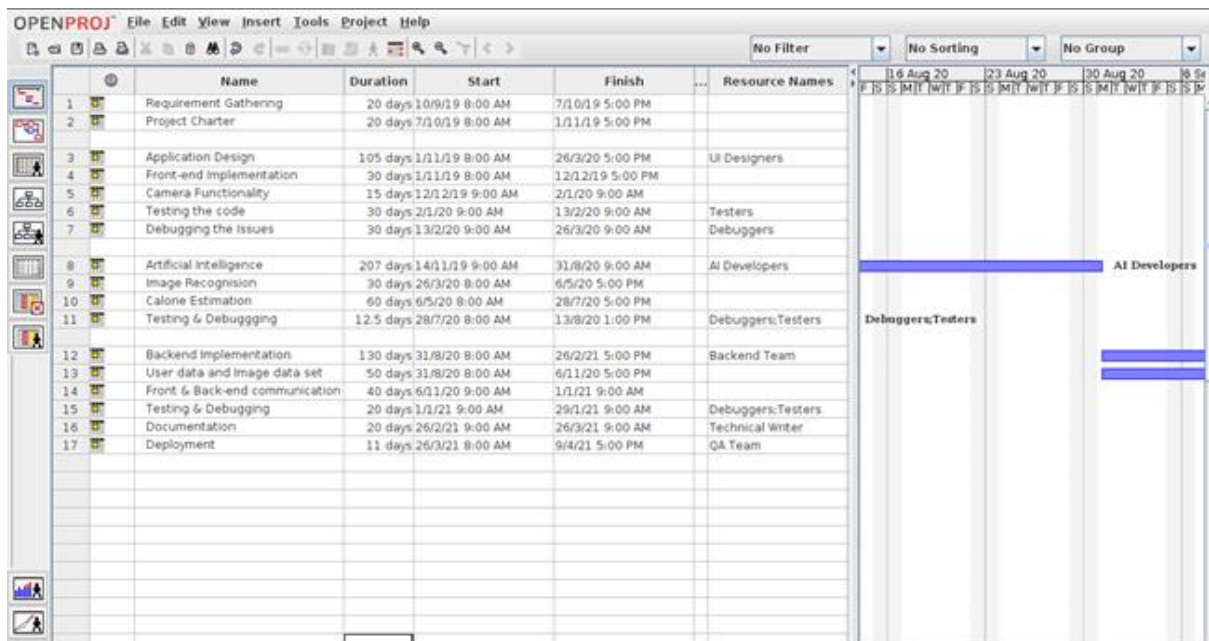 OPENPROJ File Edit View Insert Tools Project Help
No Filter No Sorting No Group
Name Duration Start Finish ... Resource Names 16 Aug 20 23 Aug 20 30 Aug 20
F S S M T W T F S S M T W T F S S M T W T F S S M
1 Requirement Gathering 20 days 10/9/19 8:00 AM 7/10/19 5:00 PM
2 Project Charter 20 days 7/10/19 8:00 AM 1/11/19 5:00 PM
3 Application Design 105 days 1/11/19 8:00 AM 26/3/20 5:00 PM UI Designers
4 Front-end Implementation 30 days 1/11/19 8:00 AM 12/12/19 5:00 PM
5 Camera Functionality 15 days 12/12/19 9:00 AM 2/1/20 9:00 AM
6 Testing the code 30 days 2/1/20 9:00 AM 13/2/20 9:00 AM Testers
7 Debugging the Issues 30 days 13/2/20 9:00 AM 26/3/20 9:00 AM Debuggers
8 Artificial Intelligence 207 days 14/11/19 9:00 AM 31/8/20 9:00 AM AI Developers AI Developers
9 Image Recognision 30 days 26/3/20 8:00 AM 6/5/20 5:00 PM
10 Calorie Estimation 60 days 6/5/20 8:00 AM 28/7/20 5:00 PM
11 Testing & Debuggging 12.5 days 28/7/20 8:00 AM 13/8/20 1:00 PM Debuggers;Testers Debuggers;Testers
12 Backend Implementation 130 days 31/8/20 8:00 AM 26/2/21 5:00 PM Backend Team
13 User data and Image data set 50 days 31/8/20 8:00 AM 6/11/20 5:00 PM
14 Front & Back-end communication 40 days 6/11/20 9:00 AM 1/1/21 9:00 AM
15 Testing & Debugging 20 days 1/1/21 9:00 AM 29/1/21 9:00 AM Debuggers;Testers
16 Documentation 20 days 26/2/21 9:00 AM 26/3/21 9:00 AM Technical Writer
17 Deployment 11 days 26/3/21 8:00 AM 9/4/21 5:00 PM QA Team